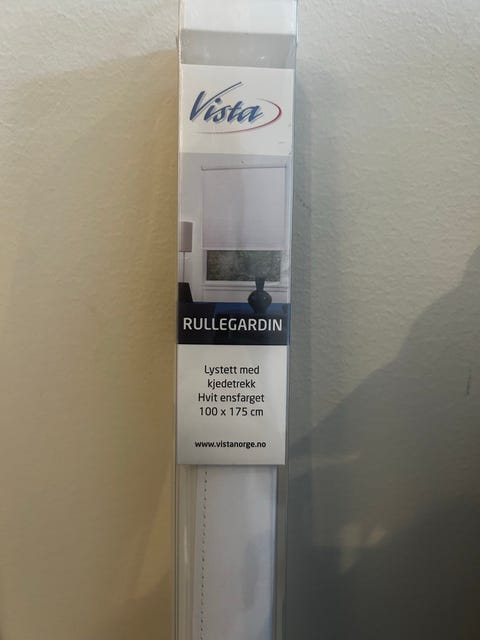 Vista
RULLEGARDIN
Lystett med
kjedetrekk
Hvit ensfarget
100 x 175 cm
www.vistanorge.no